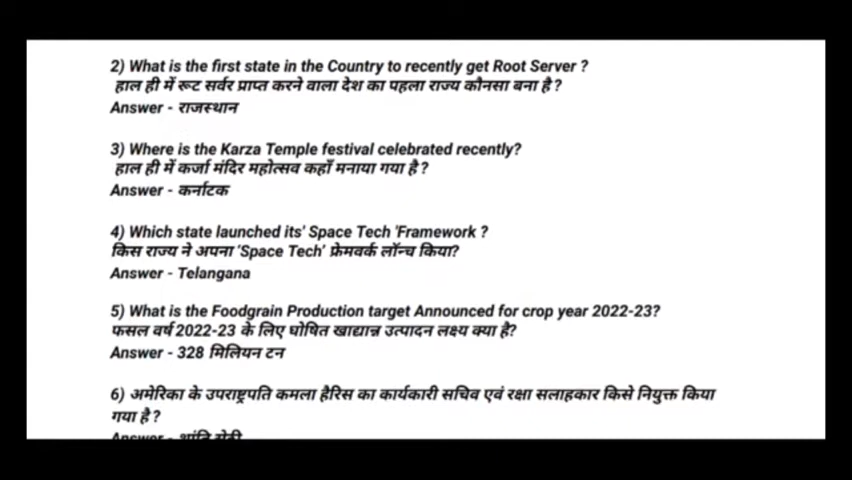 2) What is the first state in the Country to recently get Root Server ?
हाल ही में रूट सर्वर प्राप्त करने वाला देश का पहला राज्य कौनसा बना है?
Answer - राजस्थान
3) Where is the Karza Temple festival celebrated recently?
हाल ही में कर्जा मंदिर महोत्सव कहाँ मनाया गया है?
Answer - कर्नाटक
4) Which state launched its' Space Tech 'Framework ?
किस राज्य ने अपना 'Space Tech' फ्रेमवर्क लॉन्च किया?
Answer - Telangana
5) What is the Foodgrain Production target Announced for crop year 2022-23?
फसल वर्ष 2022-23 के लिए घोषित खाद्यान्न उत्पादन लक्ष्य क्या है?
Answer - 328 मिलियन टन
6) अमेरिका के उपराष्ट्रपति कमला हैरिस का कार्यकारी सचिव एवं रक्षा सलाहकार किसे नियुक्त किया
गया है?
Answer - शांति सेठी